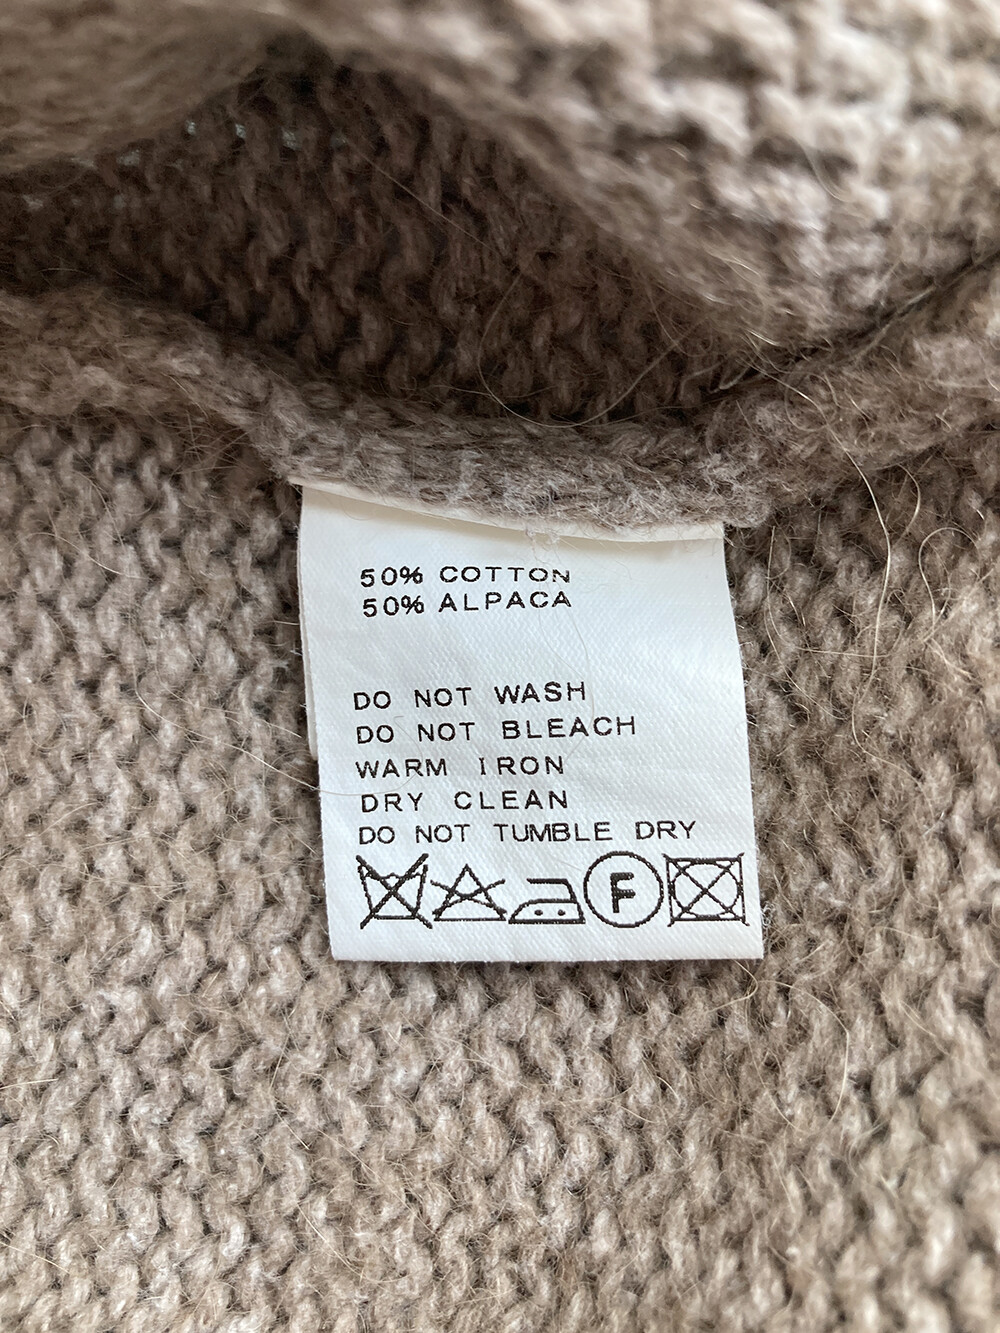 50% COTTON
50% ALPACA
DO NOT WASH
DO NOT BLEACH
WARM IRON
DRY CLEAN
DO NOT TUMBLE DRY
F